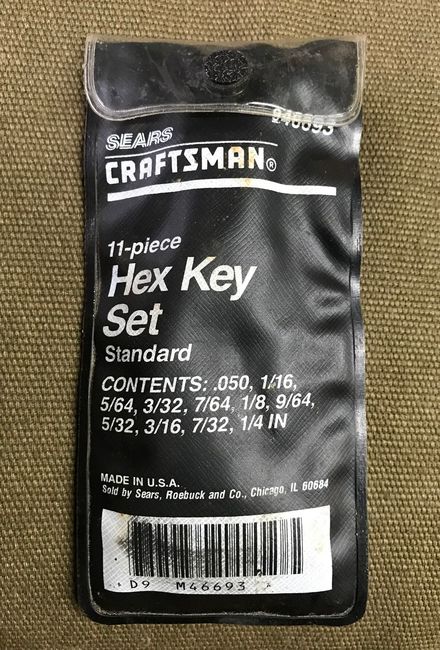 946693
SEARS
CRAFTSMAN®
11-piece
Hex Key
Set
Standard
CONTENTS: .050, 1/16,
5/64, 3/32, 7/64, 1/8, 9/64,
5/32, 3/16, 7/32, 1/4 IN
MADE IN U.S.A.
Sold by Sears, Roebuck and Co., Chicago, IL 60684
D9 M46693